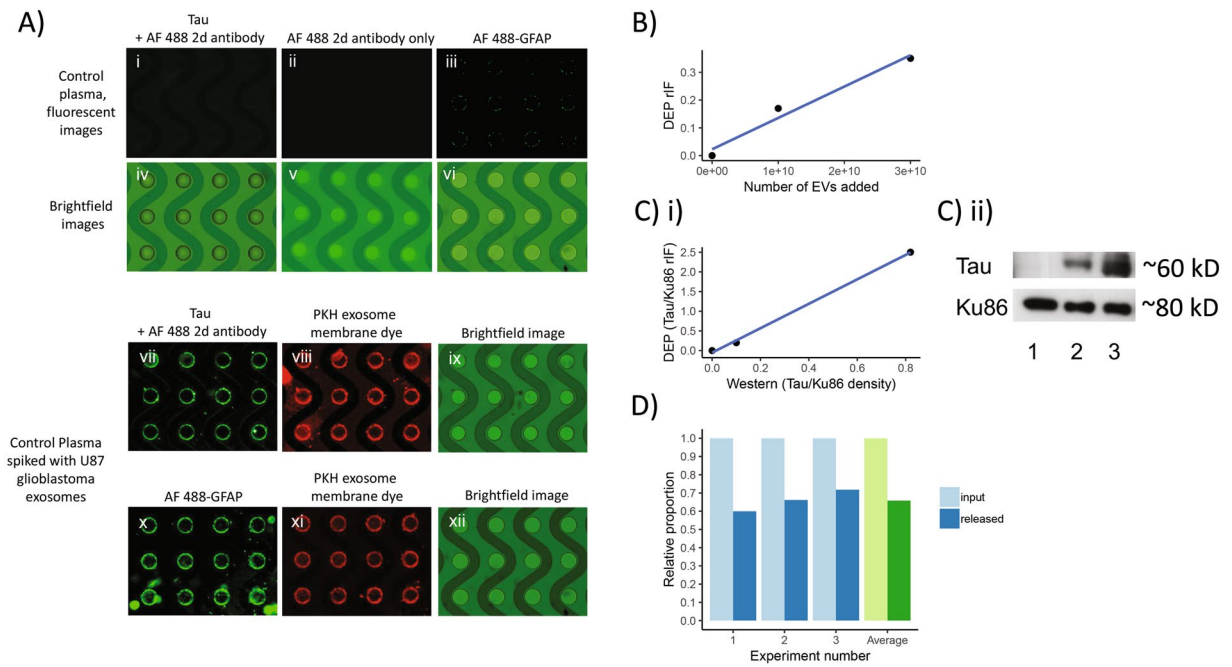 A)
Tau
+ AF 488 2d antibody
AF 488 2d antibody only
AF 488-GFAP
Control
plasma,
fluorescent
images
i
ii
iii
Brightfield
images
iv
v
vi
Tau
+ AF 488 2d antibody
PKH exosome
membrane dye
Brightfield image
vii
viii
ix
Control Plasma
spiked with U87
glioblastoma
exosomes
AF 488-GFAP
PKH exosome
membrane dye
Brightfield image
x
xi
xii
B)
DEP rIF
0.3
0.2
0.1
0.0
0e+00
1e+10
2e+10
3e+10
Number of EVs added
C) i)
DEP (Tau/Ku86 rIF)
2.5
2.0
1.5
1.0
0.5
0.0
0.0
0.2
0.4
0.6
0.8
Western (Tau/Ku86 density)
C) ii)
Tau
~60 kD
Ku86
~80 kD
1
2
3
D)
Relative proportion
1.0
0.9
0.8
0.7
0.6
0.5
0.4
0.3
0.2
0.1
0.0
1
2
3
Average
Experiment number
input
released